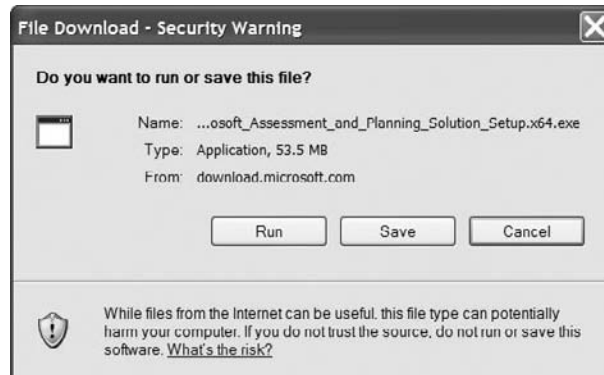 File Download - Security Warning
Do you want to run or save this file?
Name: ...osoft_Assessment_and_Planning_Solution_Setup.x64.exe
Type: Application, 53.5 MB
From: download.microsoft.com
Run Save Cancel
While files from the Internet can be useful, this file type can potentially
harm your computer. If you do not trust the source, do not run or save this
software. What's the risk?